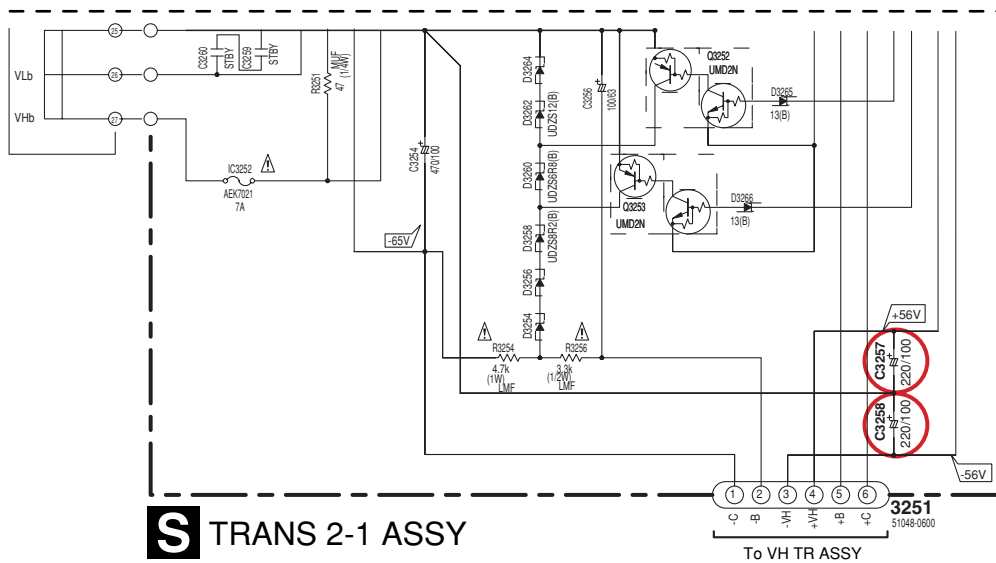 25
26
27
VLb
VHb
C3260
STBY
C3259
STBY
R3251
47
MUF
(1/4W)
IC3252
AEK7021
7A
C3254
470/100
-65V
D3264
D3262
UDZS12(B)
D3260
UDZS6R8(B)
D3258
UDZS8R2(B)
D3256
D3254
C3256
100/63
Q3252
UMD2N
D3265
13(B)
Q3253
UMD2N
D3266
13(B)
R3254
4.7k
(1W)
LMF
R3256
3.3k
(1/2W)
LMF
+56V
C3257
220/100
C3258
220/100
-56V
1 2 3 4 5 6
-C -B -VH +VH +B +C
3251
51048-0600
To VH TR ASSY
S TRANS 2-1 ASSY